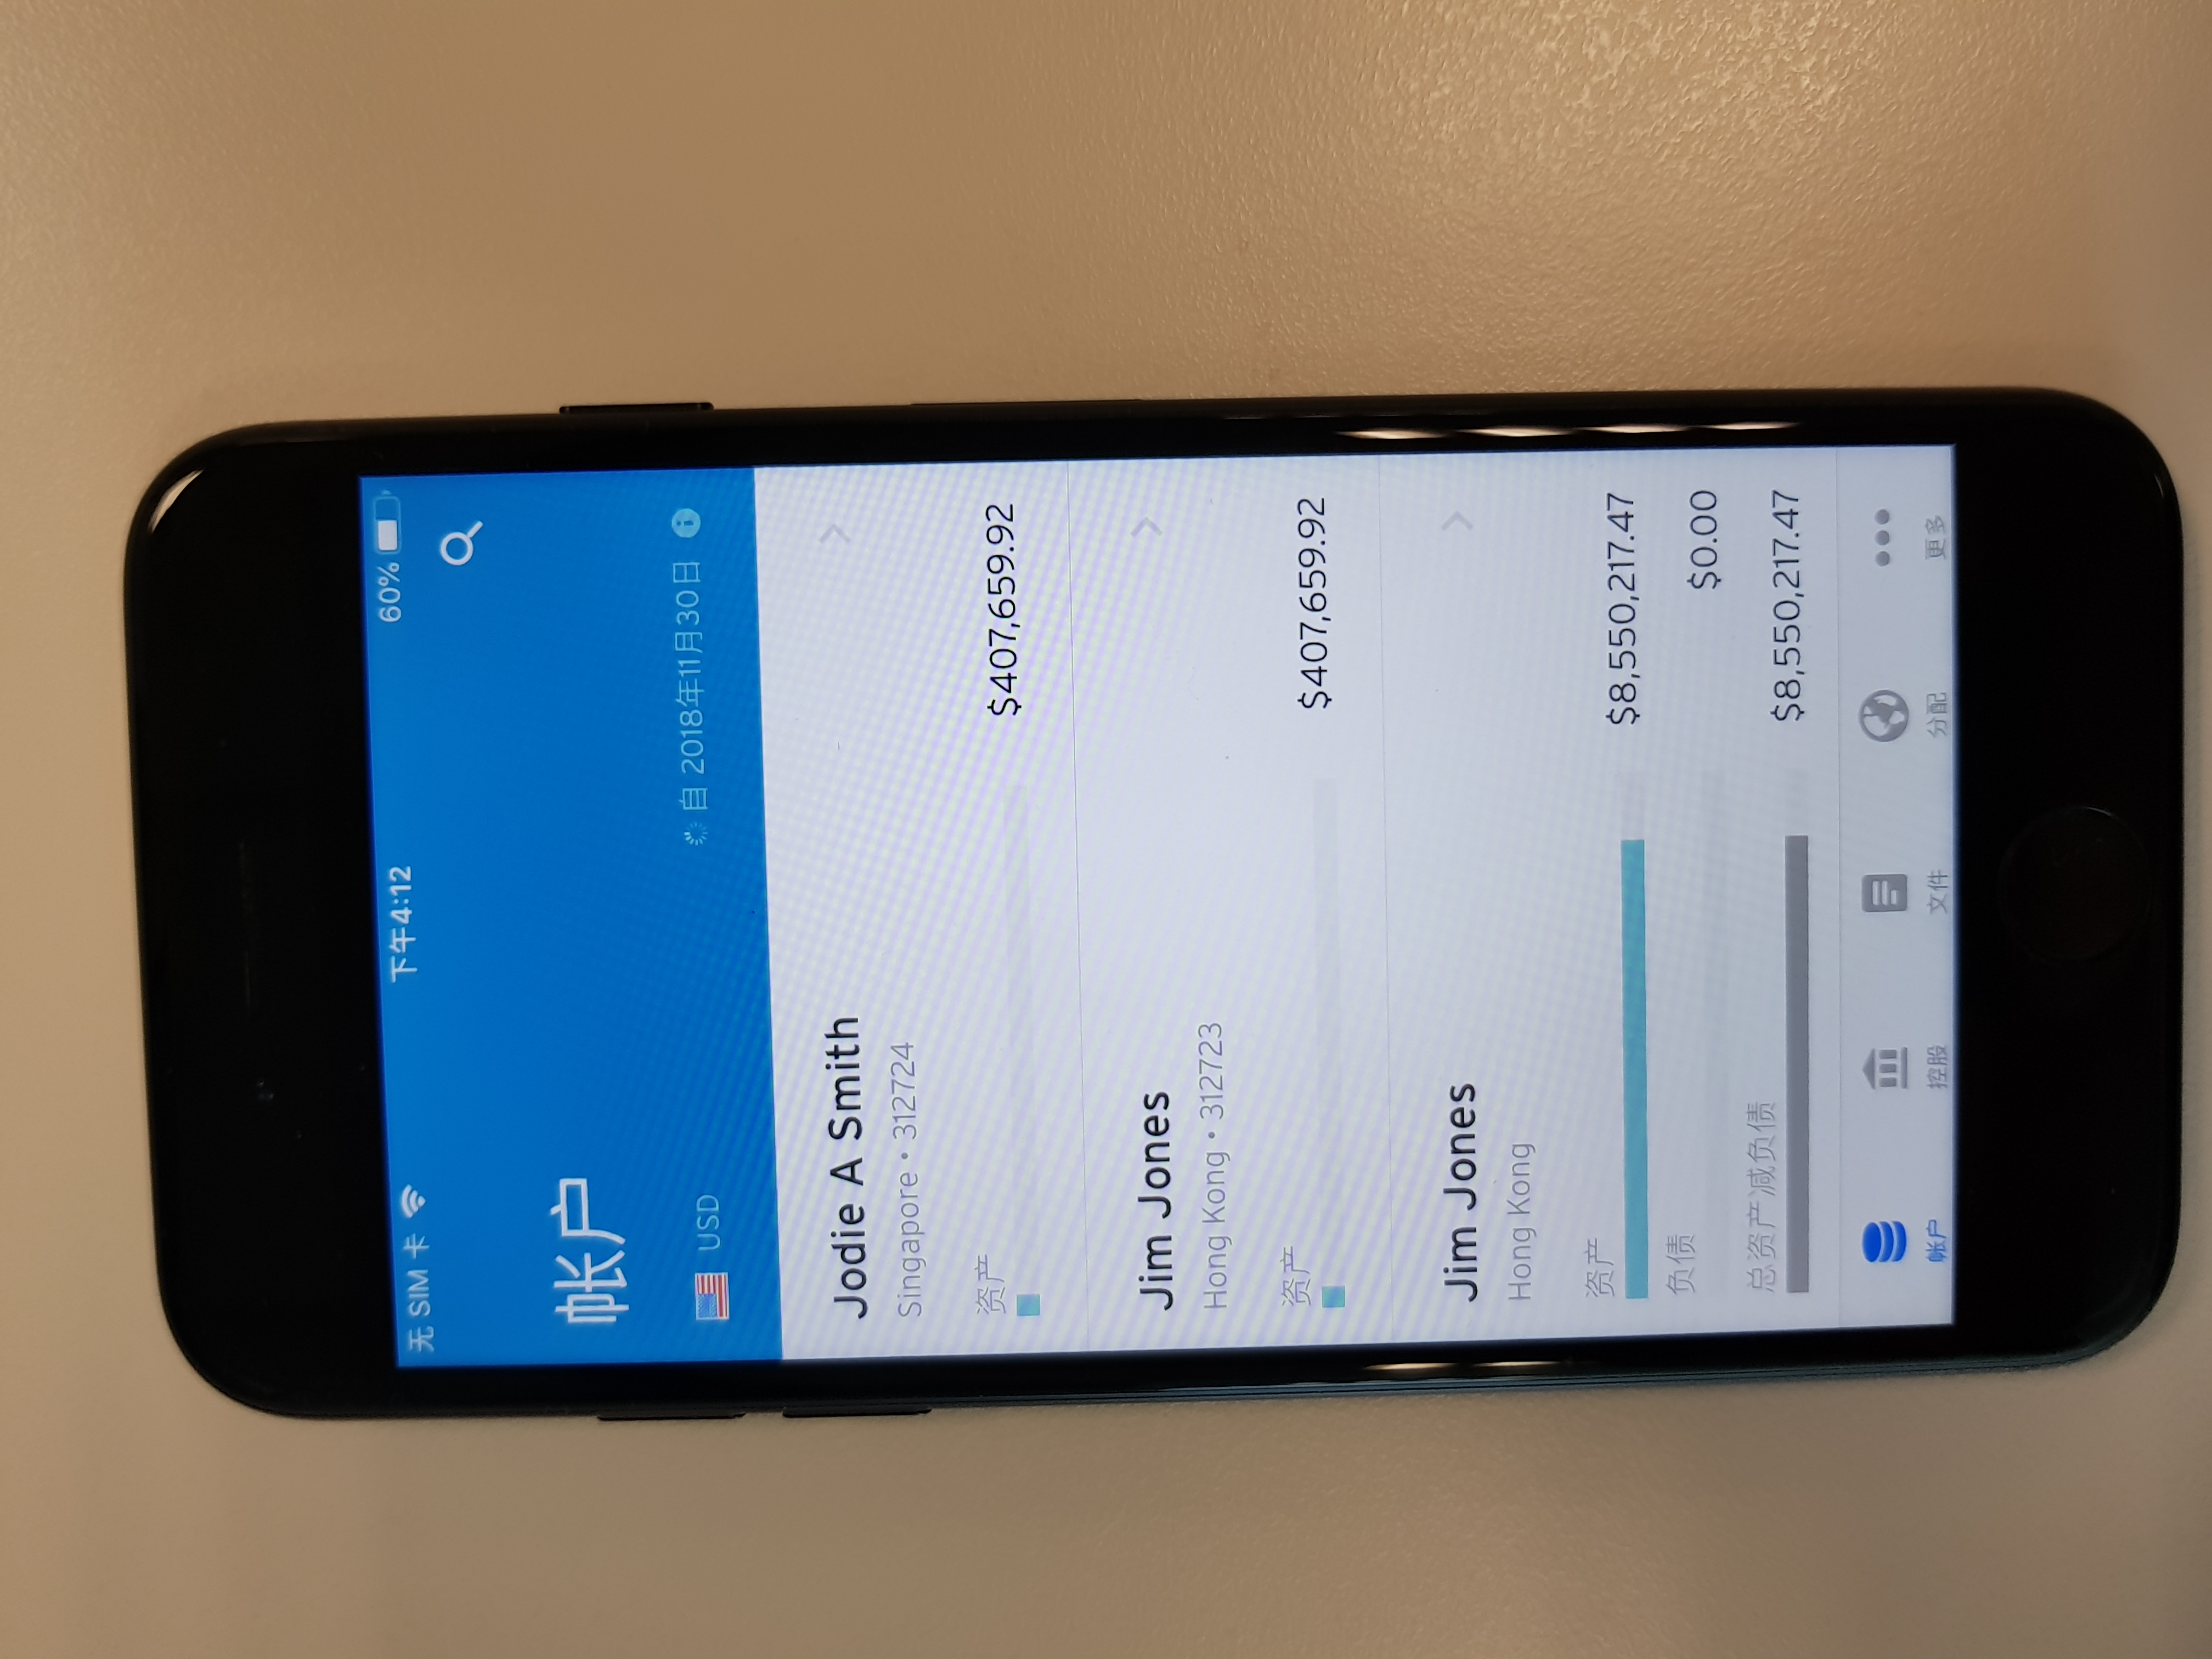 无 SIM 卡 下午4:12 60%
帐户
USD 自 2018年11月30日
Jodie A Smith
Singapore • 312724
资产
$407,659.92
Jim Jones
Hong Kong • 312723
资产
$407,659.92
Jim Jones
Hong Kong
资产
$8,550,217.47
负债
$0.00
总资产减负债
$8,550,217.47
帐户 控股 文件 分配 更多